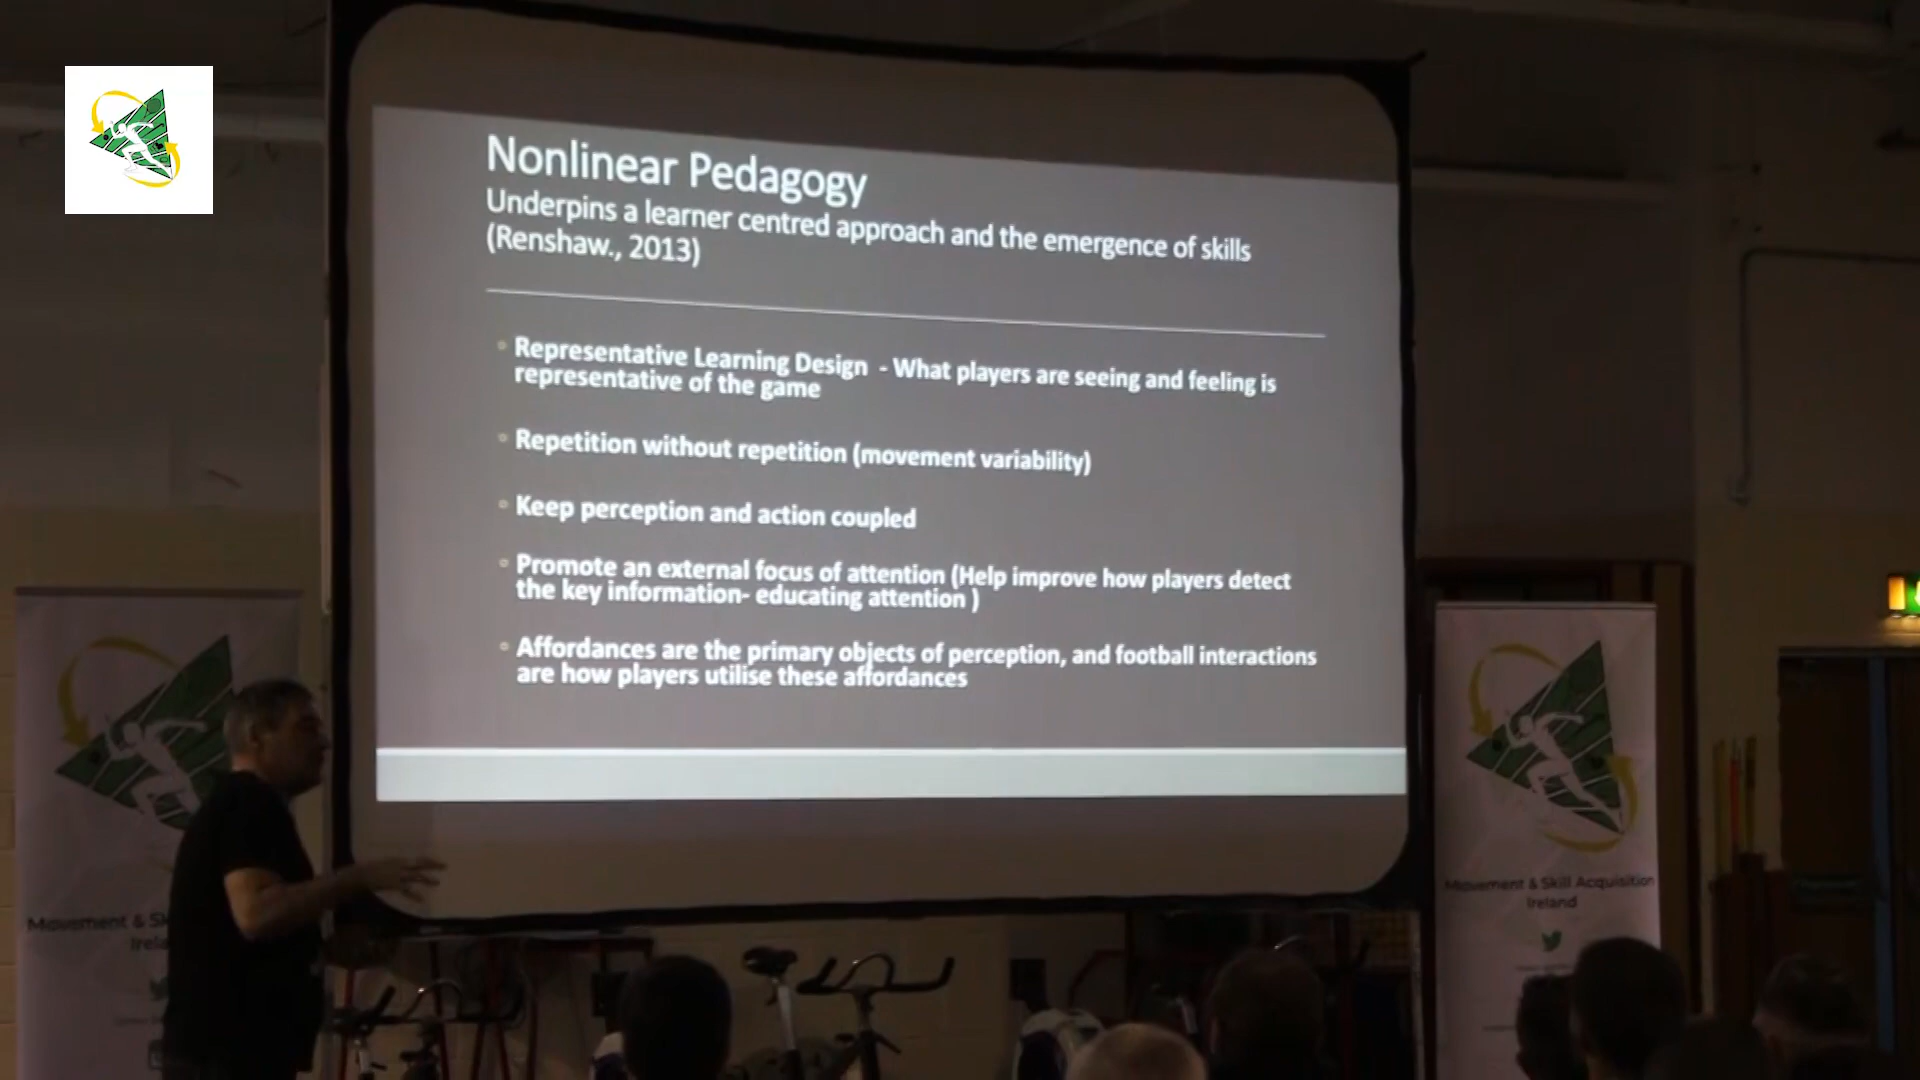 Nonlinear Pedagogy
Underpins a learner centred approach and the emergence of skills
(Renshaw., 2013)
Representative Learning Design - What players are seeing and feeling is
representative of the game
Repetition without repetition (movement variability)
Keep perception and action coupled
Promote an external focus of attention (Help improve how players detect
the key information- educating attention )
Affordances are the primary objects of perception, and football interactions
are how players utilise these affordances
Movement &
Movement & Skill Acquisition
Ireland